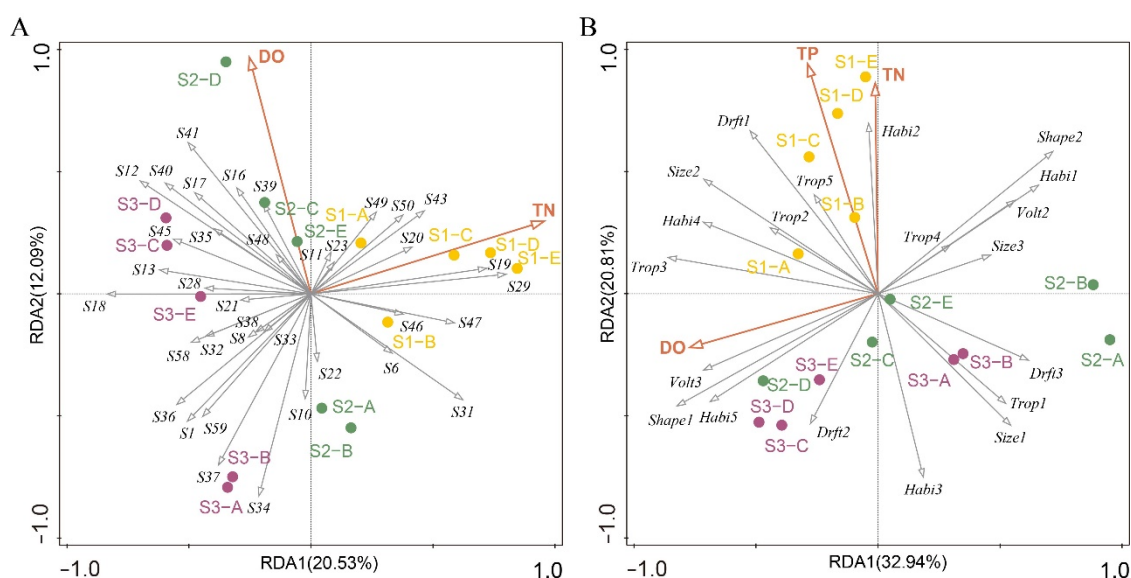 A
1.0
DO
S2-D
S41
S12
S40
S17
S16
S39
S3-D
S2-C
S1-A
S49
S50
S43
TN
S45
S35
S48
S2-E
S23
S20
S1-C
S1-D
S3-C
S11
S19
S1-E
S13
S28
S29
S18
S21
S3-E
S38
S46
S47
S58
S32
S8
S33
S1-B
S6
S22
S36
S1
S59
S10
S2-A
S31
S2-B
S37
S3-B
S3-A
S34
RDA2(12.09%)
-1.0
-1.0
RDA1(20.53%)
1.0
B
1.0
TP
S1-E
TN
S1-D
Drft1
S1-C
Habi2
Shape2
Size2
Trop5
Habi1
S1-B
Volt2
Habi4
Trop2
Trop4
Size3
Trop3
S1-A
S2-B
S2-E
DO
S2-C
S3-B
S2-A
S3-A
Drft3
Volt3
S3-E
S2-D
Trop1
Shape1
Habi5
S3-D
Drft2
Size1
S3-C
Habi3
RDA2(20.81%)
-1.0
-1.0
RDA1(32.94%)
1.0